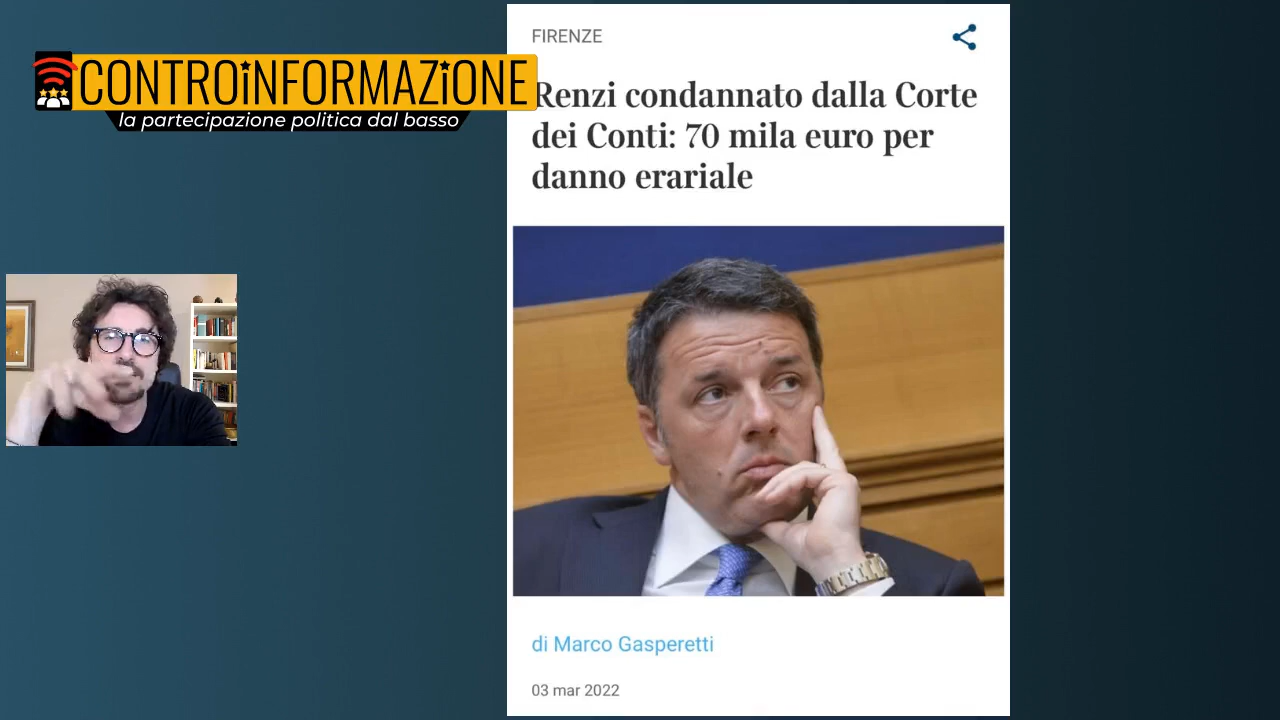 CONTROiNFORMAZiONE
la partecipazione politica dal basso
FIRENZE
Renzi condannato dalla Corte
dei Conti: 70 mila euro per
danno erariale
di Marco Gasperetti
03 mar 2022